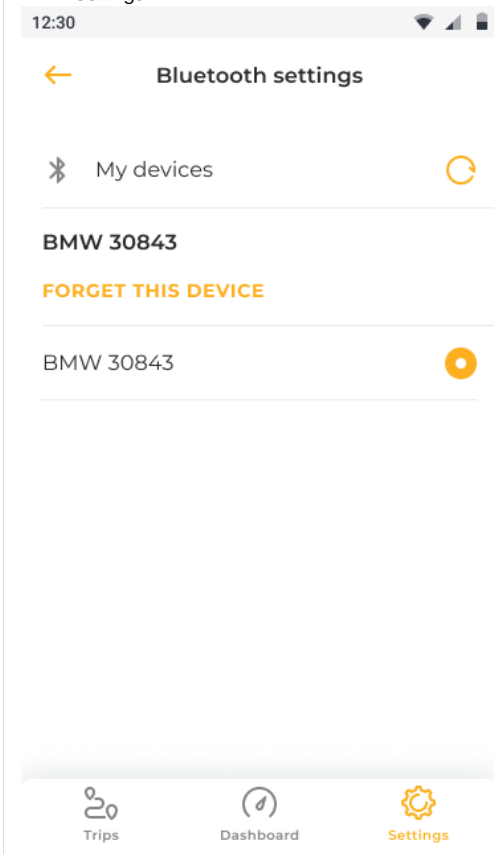 12:30
Bluetooth settings
My devices
BMW 30843
FORGET THIS DEVICE
BMW 30843
Trips Dashboard Settings